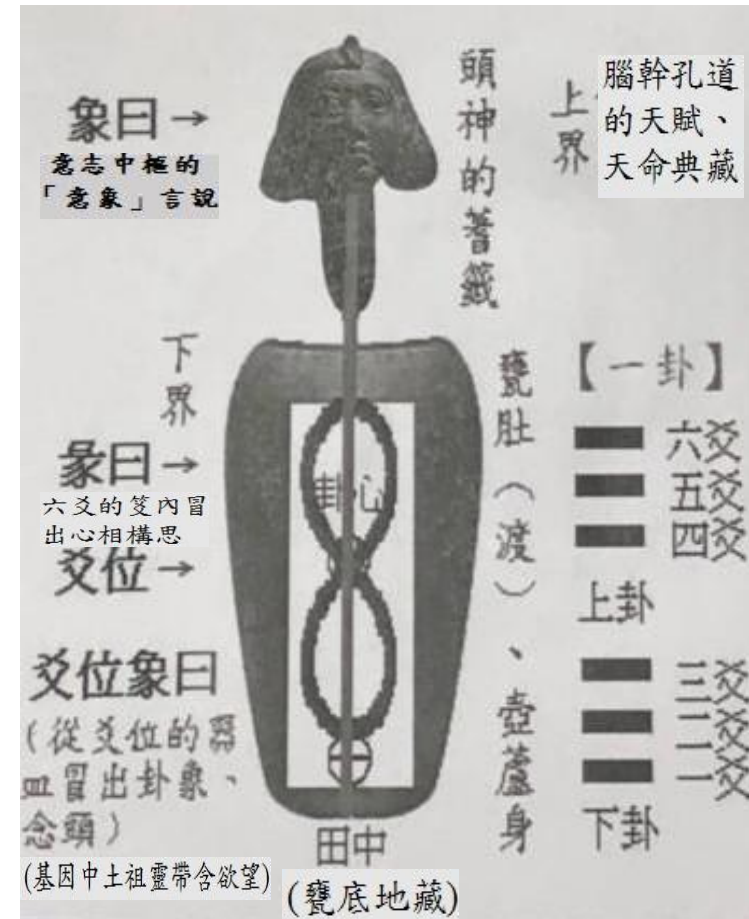 象曰→
意志中樞的
「意象」言說
頭神的蓍籤
上界
腦幹孔道
的天賦、
天命典藏
下界
彖曰→
六爻的笅內冒
出心相構思
爻位→
爻位象曰
(從爻位的器
皿冒出卦象、
念頭)
(基因中土祖靈帶含欲望)
卦心
田中
(甕底地藏)
甕肚(渡)、壺蘆身
【一卦】
六爻
五爻
四爻
上卦
三爻
二爻
一爻
下卦